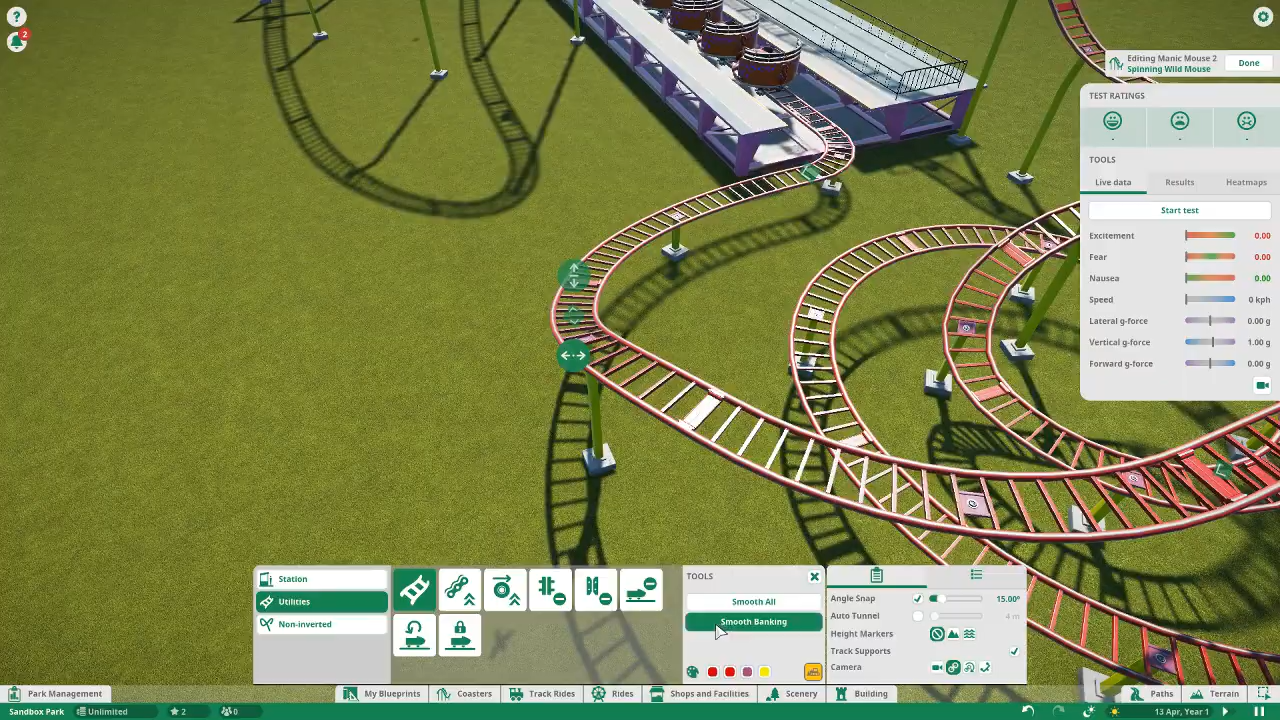 ?
2
Editing Manic Mouse 2
Spinning Wild Mouse
Done
TEST RATINGS
- - -
TOOLS
Live data Results Heatmaps
Start test
Excitement 0.00
Fear 0.00
Nausea 0.00
Speed 0 kph
Lateral g-force 0.00 g
Vertical g-force 1.00 g
Forward g-force 0.00 g
Station
Utilities
Non-inverted
TOOLS
Smooth All
Smooth Banking
Angle Snap 15.00°
Auto Tunnel 4 m
Height Markers
Track Supports
Camera
Park Management
My Blueprints
Coasters
Track Rides
Rides
Shops and Facilities
Scenery
Building
Paths
Terrain
Sandbox Park Unlimited 2 0
13 Apr, Year 1